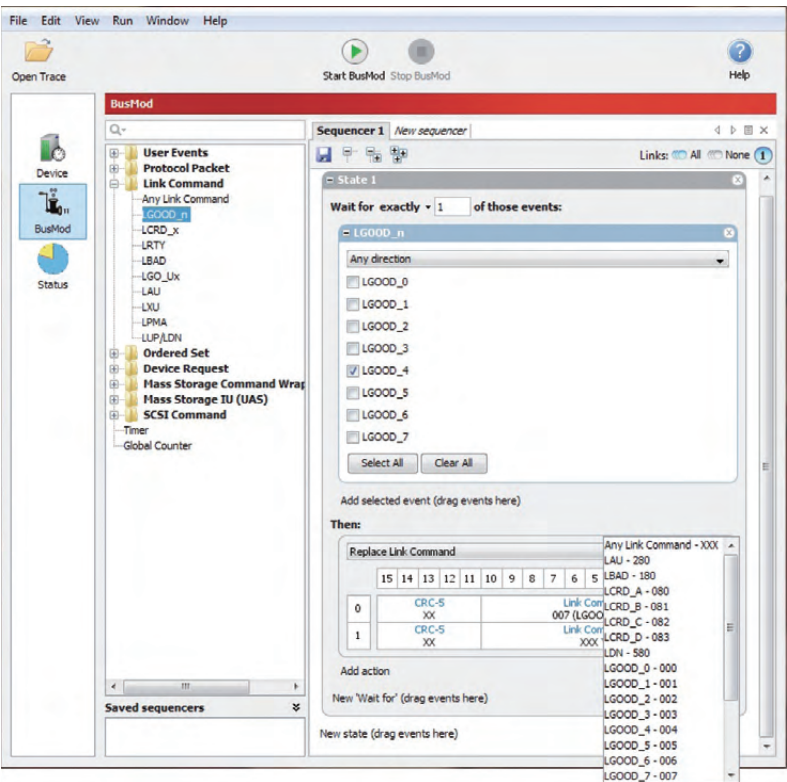 File Edit View Run Window Help
Open Trace
Start BusMod Stop BusMod
Help
BusMod
Device
BusMod
Status
User Events
Protocol Packet
Link Command
Any Link Command
LGOOD_n
LCRD_x
LRTY
LBAD
LGO_Ux
LAU
LXU
LPMA
LUP/LDN
Ordered Set
Device Request
Mass Storage Command Wrap
Mass Storage IU (UAS)
SCSI Command
Timer
Global Counter
Saved sequencers
Sequencer 1 New sequencer
Links: All None 1
State 1
Wait for exactly 1 of those events:
LGOOD_n
Any direction
LGOOD_0
LGOOD_1
LGOOD_2
LGOOD_3
LGOOD_4
LGOOD_5
LGOOD_6
LGOOD_7
Select All Clear All
Add selected event (drag events here)
Then:
Replace Link Command
15 14 13 12 11 10 9 8 7 6 5
0 CRC-5 Link Com
XX 007 (LGOO
1 CRC-5 Link Com
XX XXX
Add action
New 'Wait for' (drag events here)
New state (drag events here)
Any Link Command - XXX
LAU - 280
LBAD - 180
LCRD_A - 080
LCRD_B - 081
LCRD_C - 082
LCRD_D - 083
LDN - 580
LGOOD_0 - 000
LGOOD_1 - 001
LGOOD_2 - 002
LGOOD_3 - 003
LGOOD_4 - 004
LGOOD_5 - 005
LGOOD_6 - 006
LGOOD_7 - 007